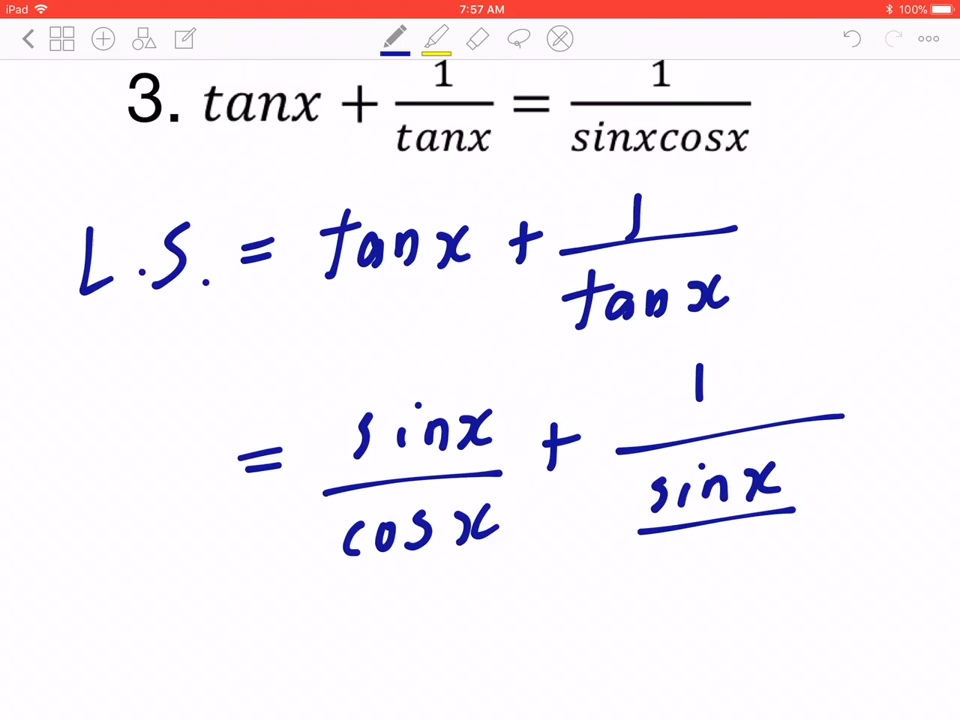 iPad 7:57 AM 100%
3. tanx + 1/tanx = 1/sinxcosx
L.S. = tanx + 1/tanx
= sinx/cosx + 1/(sinx/ )